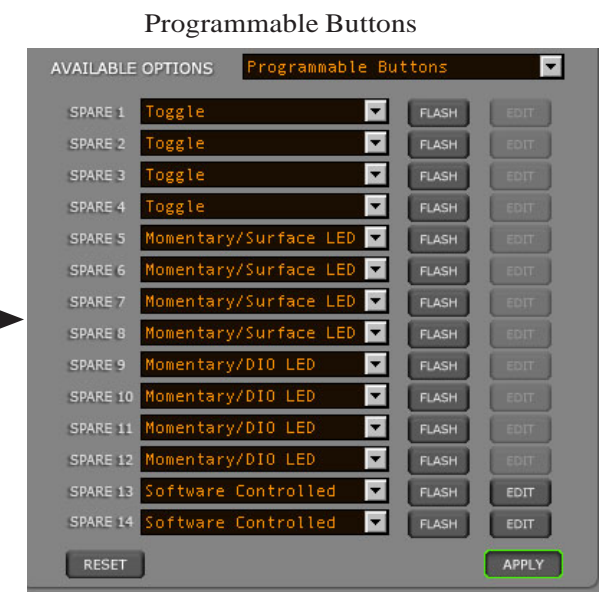 Programmable Buttons
AVAILABLE OPTIONS Programmable Buttons
SPARE 1 Toggle FLASH EDIT
SPARE 2 Toggle FLASH EDIT
SPARE 3 Toggle FLASH EDIT
SPARE 4 Toggle FLASH EDIT
SPARE 5 Momentary/Surface LED FLASH EDIT
SPARE 6 Momentary/Surface LED FLASH EDIT
SPARE 7 Momentary/Surface LED FLASH EDIT
SPARE 8 Momentary/Surface LED FLASH EDIT
SPARE 9 Momentary/DIO LED FLASH EDIT
SPARE 10 Momentary/DIO LED FLASH EDIT
SPARE 11 Momentary/DIO LED FLASH EDIT
SPARE 12 Momentary/DIO LED FLASH EDIT
SPARE 13 Software Controlled FLASH EDIT
SPARE 14 Software Controlled FLASH EDIT
RESET APPLY